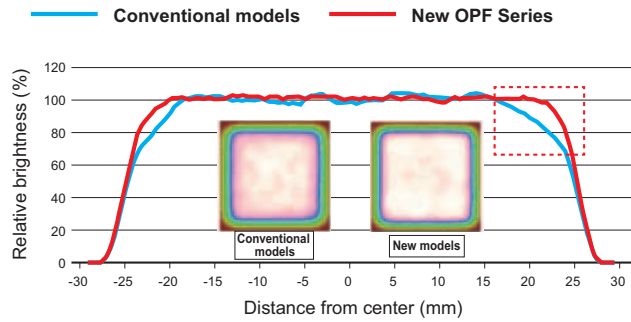 Conventional models New OPF Series
Relative brightness (%)
120
100
80
60
40
20
0
Conventional
models
New models
-30 -25 -20 -15 -10 -5 0 5 10 15 20 25 30
Distance from center (mm)